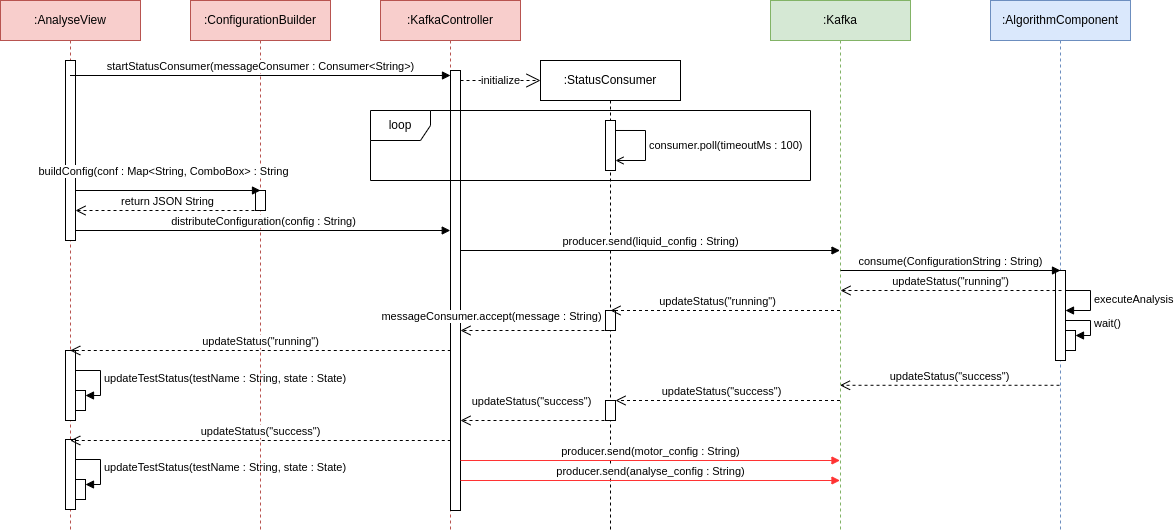 :AnalyseView
:ConfigurationBuilder
:KafkaController
:Kafka
:AlgorithmComponent
startStatusConsumer(messageConsumer : Consumer<String>)
initialize
:StatusConsumer
loop
consumer.poll(timeoutMs : 100)
buildConfig(conf : Map<String, ComboBox> : String
return JSON String
distributeConfiguration(config : String)
producer.send(liquid_config : String)
consume(ConfigurationString : String)
updateStatus("running")
executeAnalysis
updateStatus("running")
messageConsumer.accept(message : String)
wait()
updateStatus("running")
updateTestStatus(testName : String, state : State)
updateStatus("success")
updateStatus("success")
updateStatus("success")
updateStatus("success")
producer.send(motor_config : String)
updateTestStatus(testName : String, state : State)
producer.send(analyse_config : String)